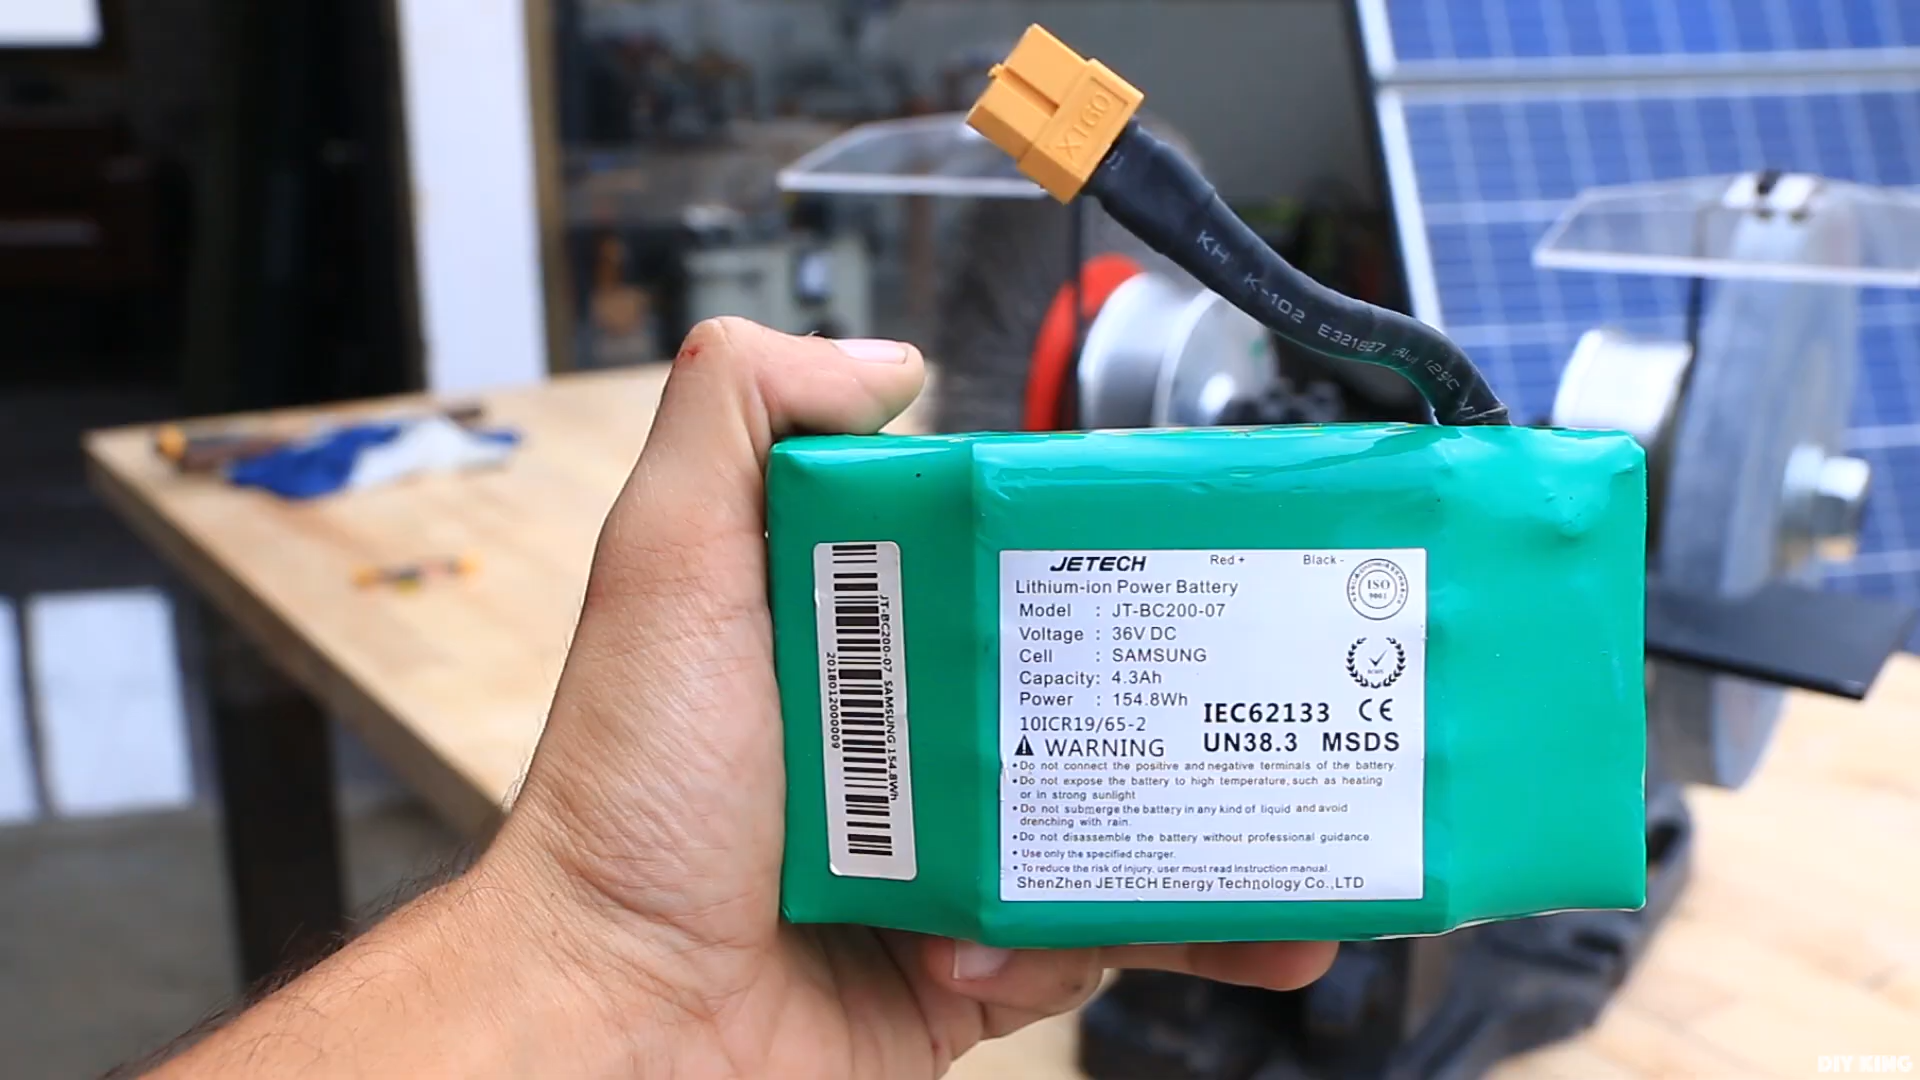 XT60
KH K-102 E321827 125℃
JETECH Red + Black -
Lithium-ion Power Battery
ISO
9001
Model : JT-BC200-07
Voltage : 36V DC
Cell : SAMSUNG
Capacity: 4.3Ah
Power : 154.8Wh
10ICR19/65-2
IEC62133 CE
WARNING
UN38.3 MSDS
• Do not connect the positive and negative terminals of the battery.
• Do not expose the battery to high temperature, such as heating
or in strong sunlight
• Do not submerge the battery in any kind of liquid and avoid
drenching with rain.
• Do not disassemble the battery without professional guidance.
• Use only the specified charger.
• To reduce the risk of injury, user must read instruction manual.
ShenZhen JETECH Energy Technology Co.,LTD
JT-BC200-07 SAMSUNG 154.8Wh
2018012000009
DIY KING